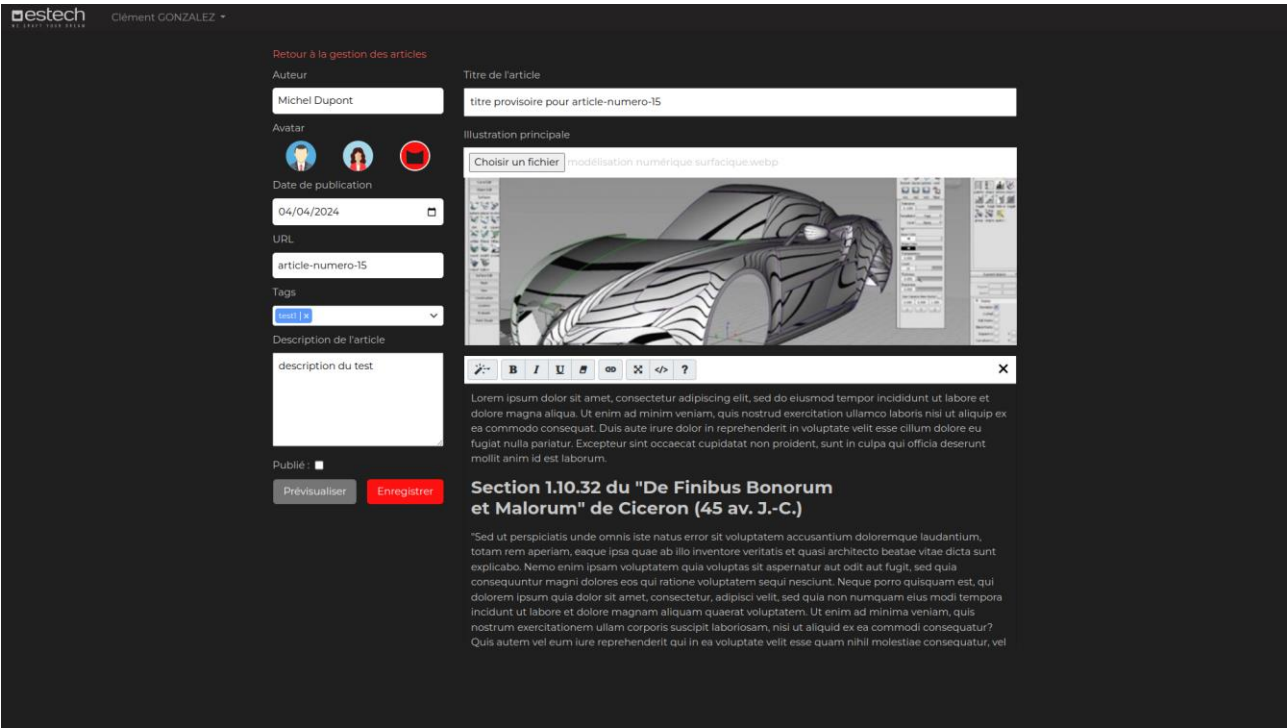 estech
WE CRAFT YOUR DREAM
Clément GONZALEZ
Retour à la gestion des articles
Auteur
Michel Dupont
Avatar
Date de publication
04/04/2024
URL
article-numero-15
Tags
test1 | x
Description de l'article
description du test
Publié :
Prévisualiser
Enregistrer
Titre de l'article
titre provisoire pour article-numero-15
Illustration principale
Choisir un fichier modélisation numérique surfacique.webp
B I U </> ?
Lorem ipsum dolor sit amet, consectetur adipiscing elit, sed do eiusmod tempor incididunt ut labore et
dolore magna aliqua. Ut enim ad minim veniam, quis nostrud exercitation ullamco laboris nisi ut aliquip ex
ea commodo consequat. Duis aute irure dolor in reprehenderit in voluptate velit esse cillum dolore eu
fugiat nulla pariatur. Excepteur sint occaecat cupidatat non proident, sunt in culpa qui officia deserunt
mollit anim id est laborum.
Section 1.10.32 du "De Finibus Bonorum
et Malorum" de Ciceron (45 av. J.-C.)
"Sed ut perspiciatis unde omnis iste natus error sit voluptatem accusantium doloremque laudantium,
totam rem aperiam, eaque ipsa quae ab illo inventore veritatis et quasi architecto beatae vitae dicta sunt
explicabo. Nemo enim ipsam voluptatem quia voluptas sit aspernatur aut odit aut fugit, sed quia
consequuntur magni dolores eos qui ratione voluptatem sequi nesciunt. Neque porro quisquam est, qui
dolorem ipsum quia dolor sit amet, consectetur, adipisci velit, sed quia non numquam eius modi tempora
incidunt ut labore et dolore magnam aliquam quaerat voluptatem. Ut enim ad minima veniam, quis
nostrum exercitationem ullam corporis suscipit laboriosam, nisi ut aliquid ex ea commodi consequatur?
Quis autem vel eum iure reprehenderit qui in ea voluptate velit esse quam nihil molestiae consequatur, vel